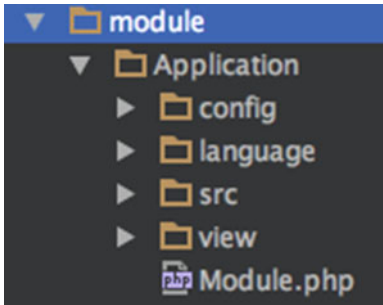 module
Application
config
language
src
view
php Module.php